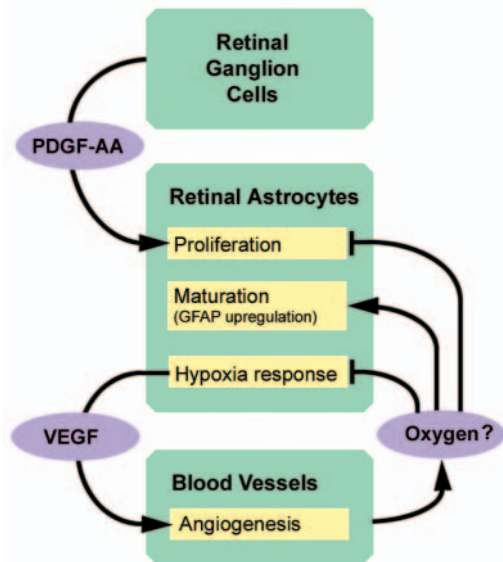 Retinal
Ganglion
Cells
PDGF-AA
Retinal Astrocytes
Proliferation
Maturation
(GFAP upregulation)
Hypoxia response
VEGF
Oxygen?
Blood Vessels
Angiogenesis